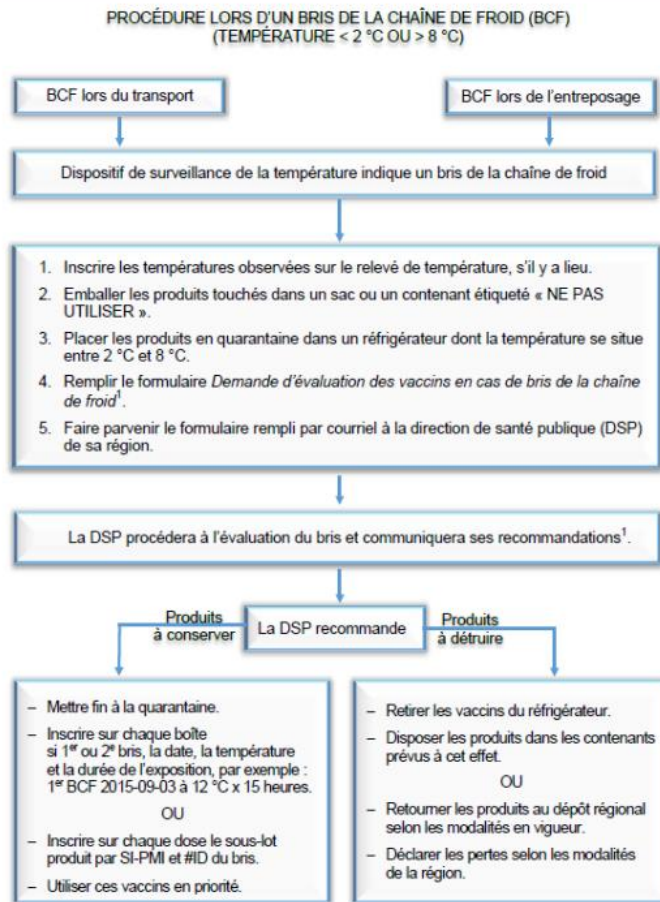 PROCÉDURE LORS D'UN BRIS DE LA CHAÎNE DE FROID (BCF)
(TEMPÉRATURE < 2 °C OU > 8 °C)
BCF lors du transport
BCF lors de l'entreposage
Dispositif de surveillance de la température indique un bris de la chaîne de froid
1. Inscrire les températures observées sur le relevé de température, s'il y a lieu.
2. Emballer les produits touchés dans un sac ou un contenant étiqueté « NE PAS
UTILISER ».
3. Placer les produits en quarantaine dans un réfrigérateur dont la température se situe
entre 2 °C et 8 °C.
4. Remplir le formulaire Demande d'évaluation des vaccins en cas de bris de la chaîne
de froid¹.
5. Faire parvenir le formulaire rempli par courriel à la direction de santé publique (DSP)
de sa région.
La DSP procédera à l'évaluation du bris et communiquera ses recommandations¹.
Produits
à conserver
La DSP recommande
Produits
à détruire
– Mettre fin à la quarantaine.
– Inscrire sur chaque boîte
si 1er ou 2e bris, la date, la température
et la durée de l'exposition, par exemple :
1er BCF 2015-09-03 à 12 °C x 15 heures.
OU
– Inscrire sur chaque dose le sous-lot
produit par SI-PMI et #ID du bris.
– Utiliser ces vaccins en priorité.
– Retirer les vaccins du réfrigérateur.
– Disposer les produits dans les contenants
prévus à cet effet.
OU
– Retourner les produits au dépôt régional
selon les modalités en vigueur.
– Déclarer les pertes selon les modalités
de la région.